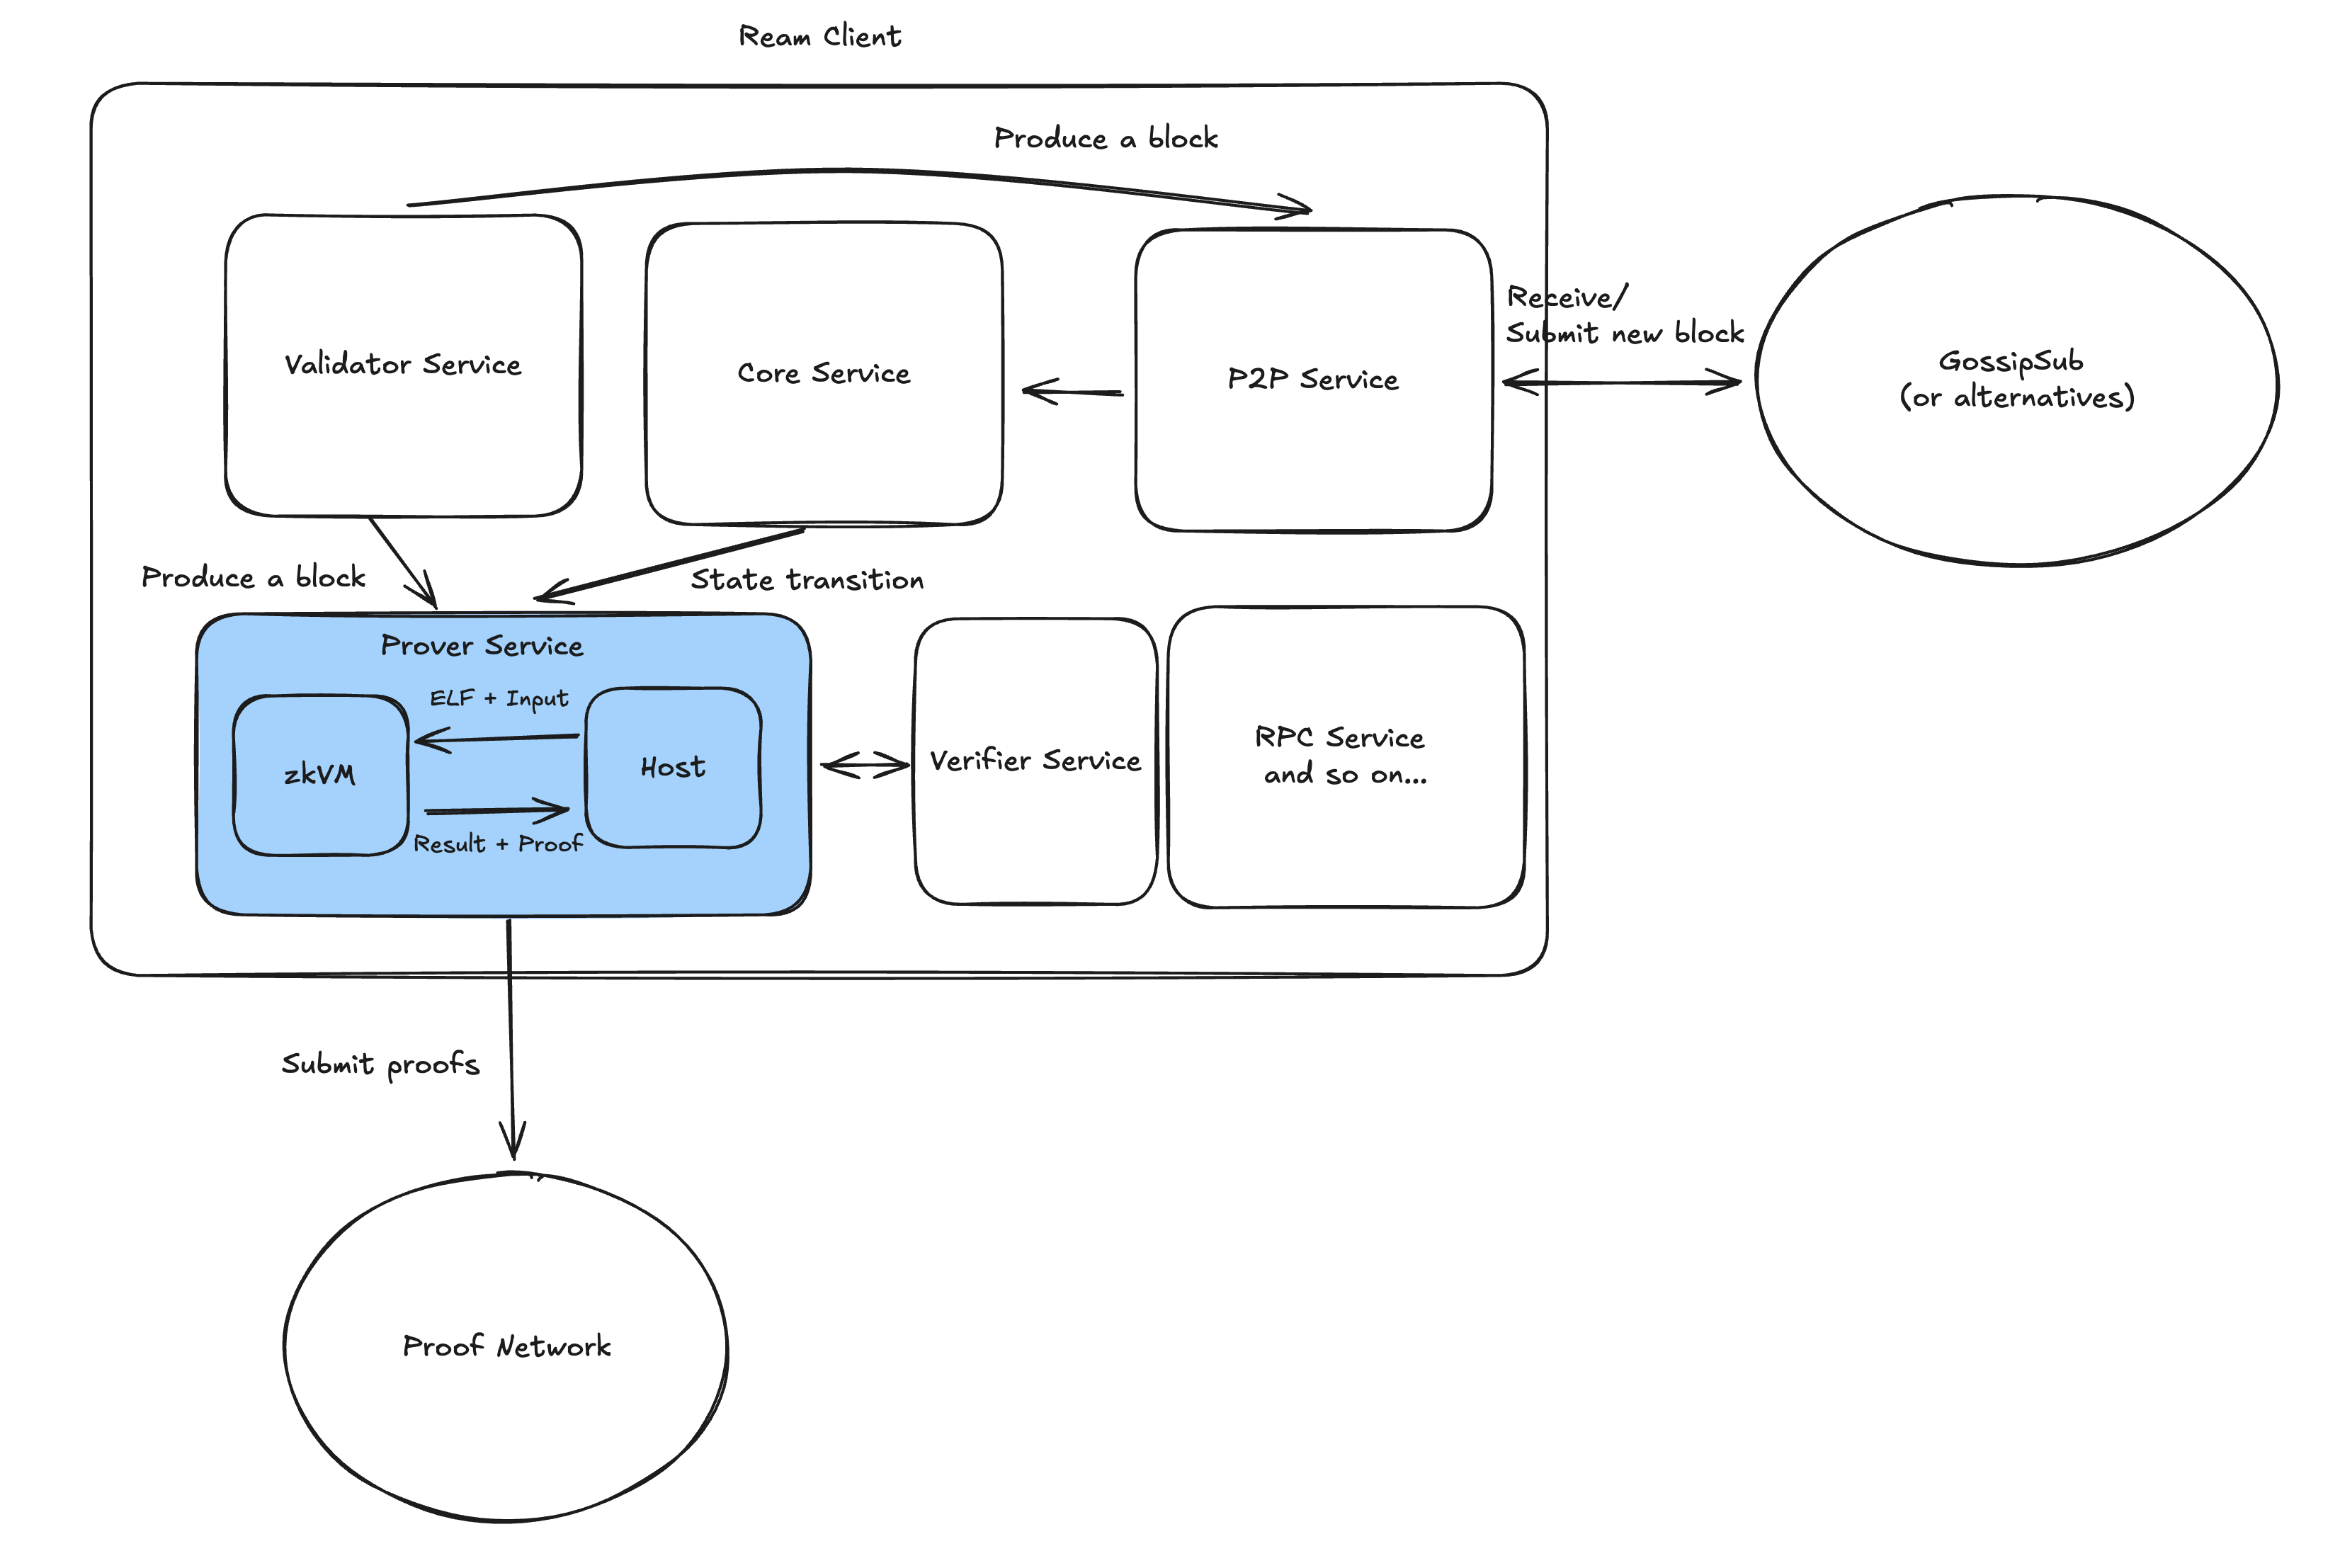 Ream Client
Produce a block
Receive/
Submit new block
Validator Service
Core Service
P2P Service
GossipSub
(or alternatives)
Produce a block
State transition
Prover Service
ELF + Input
zkVM
Host
Result + Proof
Verifier Service
RPC Service
and so on...
Submit proofs
Proof Network